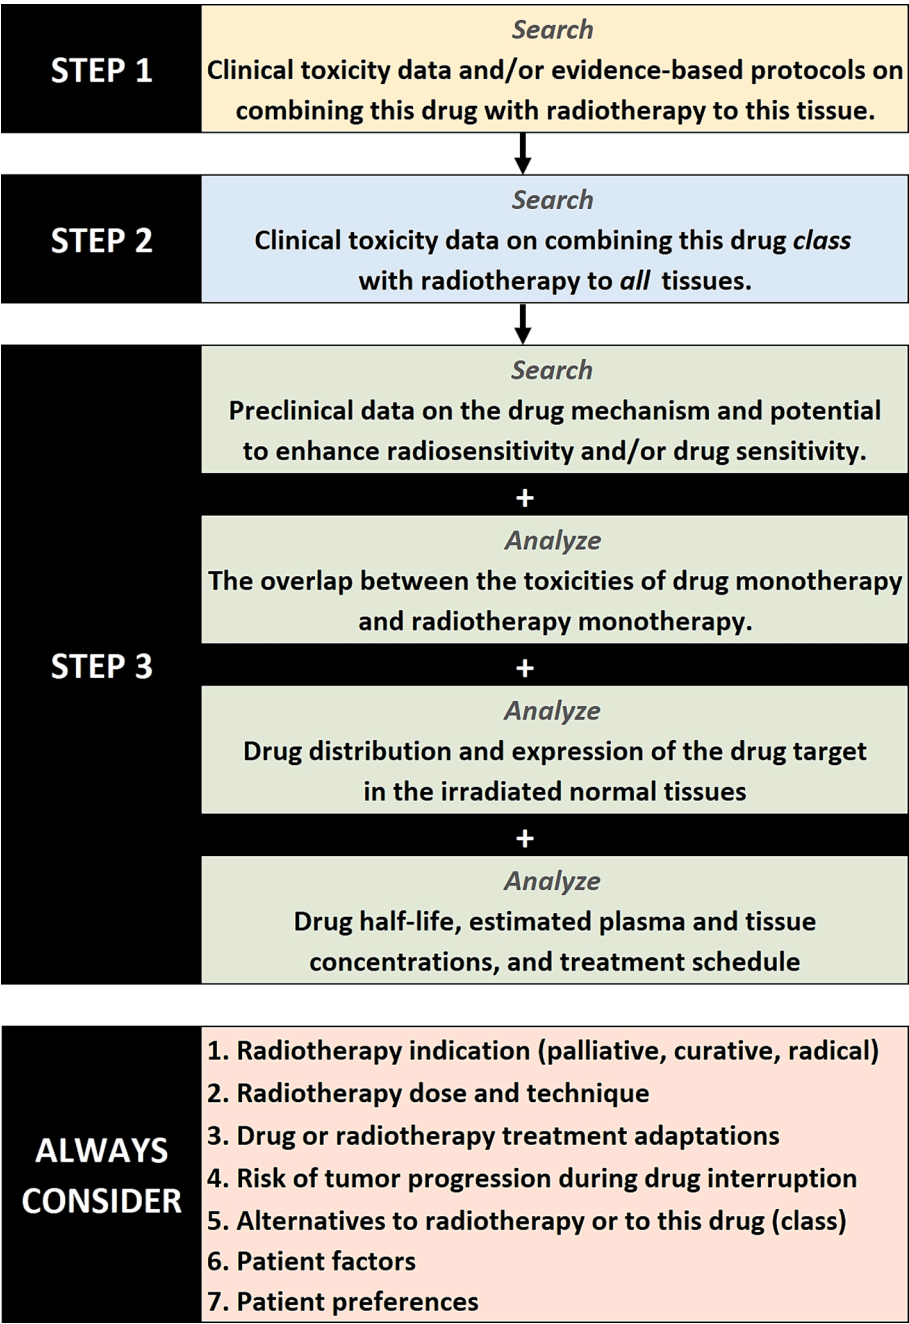 STEP 1
Search
Clinical toxicity data and/or evidence-based protocols on
combining this drug with radiotherapy to this tissue.
STEP 2
Search
Clinical toxicity data on combining this drug class
with radiotherapy to all tissues.
STEP 3
Search
Preclinical data on the drug mechanism and potential
to enhance radiosensitivity and/or drug sensitivity.
+
Analyze
The overlap between the toxicities of drug monotherapy
and radiotherapy monotherapy.
+
Analyze
Drug distribution and expression of the drug target
in the irradiated normal tissues
+
Analyze
Drug half-life, estimated plasma and tissue
concentrations, and treatment schedule
ALWAYS
CONSIDER
1. Radiotherapy indication (palliative, curative, radical)
2. Radiotherapy dose and technique
3. Drug or radiotherapy treatment adaptations
4. Risk of tumor progression during drug interruption
5. Alternatives to radiotherapy or to this drug (class)
6. Patient factors
7. Patient preferences